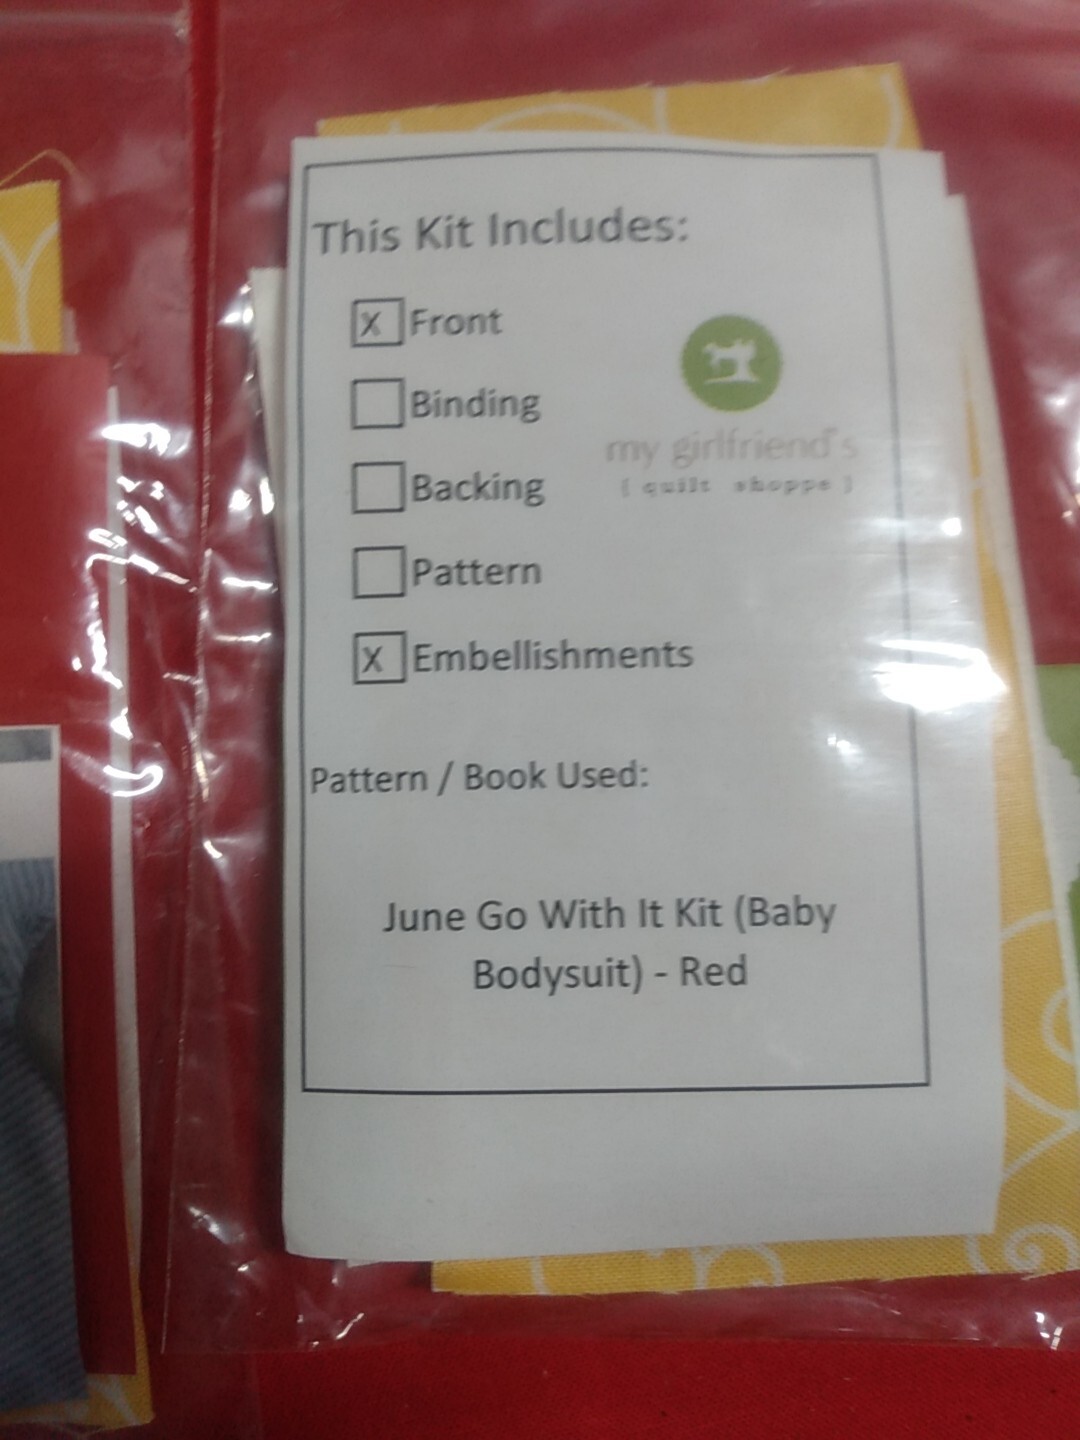 This Kit Includes:
X Front
Binding
Backing
Pattern
X Embellishments
my girlfriend's
[ quilt shoppe ]
Pattern / Book Used:
June Go With It Kit (Baby
Bodysuit) - Red